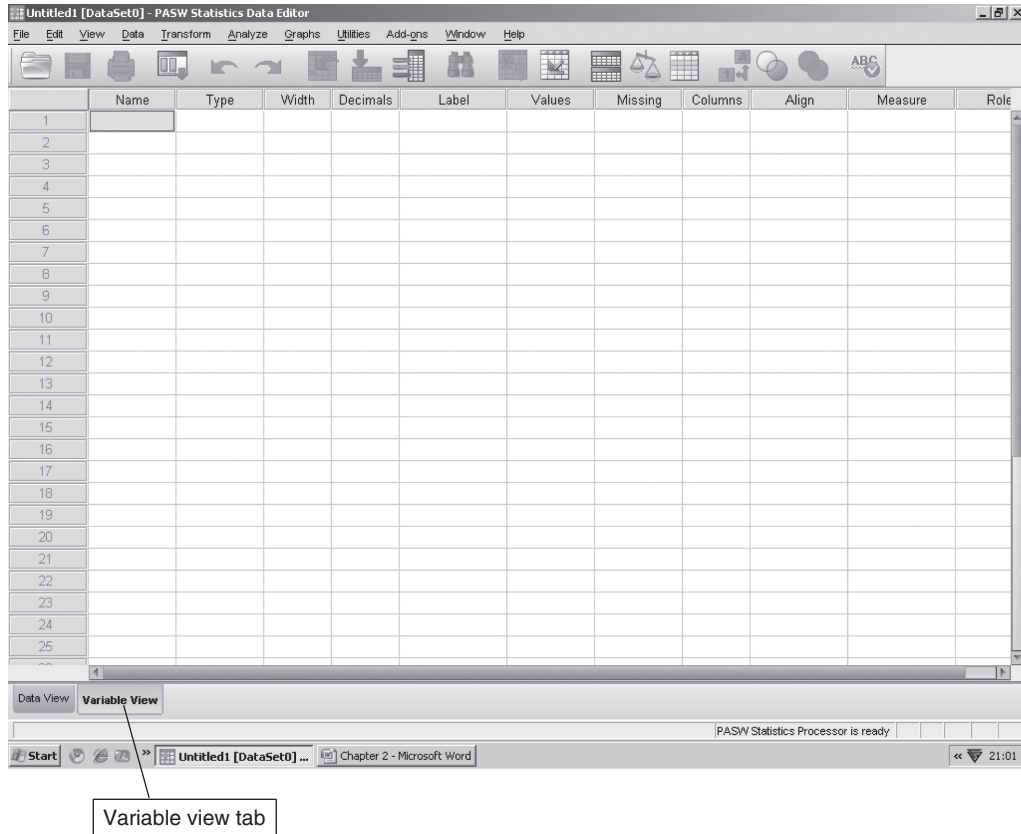 Untitled1 [DataSet0] - PASW Statistics Data Editor
File Edit View Data Transform Analyze Graphs Utilities Add-ons Window Help
A
1
ABC
Name Type Width Decimals Label Values Missing Columns Align Measure Role
1
2
3
4
5
6
7
8
9
10
11
12
13
14
15
16
17
18
19
20
21
22
23
24
25
Data View Variable View
PASW Statistics Processor is ready
Start » Untitled1 [DataSet0] ... Chapter 2 - Microsoft Word « 21:01
Variable view tab